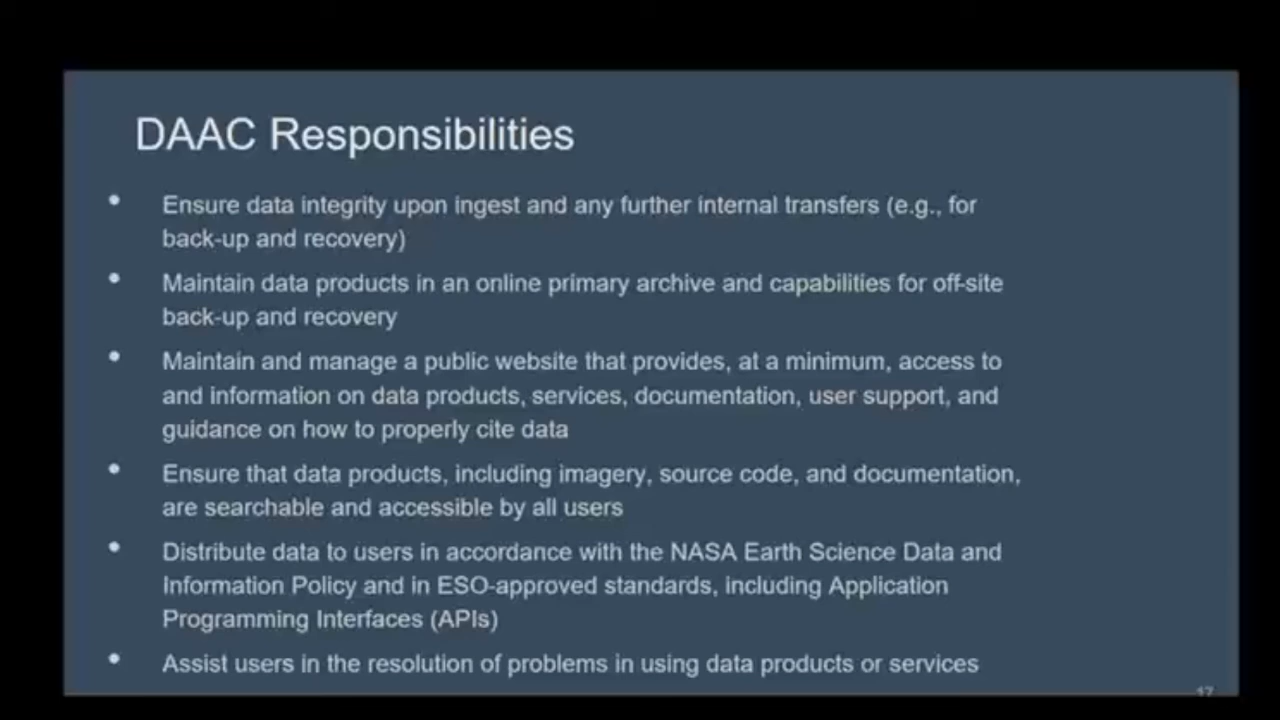 DAAC Responsibilities
• Ensure data integrity upon ingest and any further internal transfers (e.g., for
back-up and recovery)
• Maintain data products in an online primary archive and capabilities for off-site
back-up and recovery
• Maintain and manage a public website that provides, at a minimum, access to
and information on data products, services, documentation, user support, and
guidance on how to properly cite data
• Ensure that data products, including imagery, source code, and documentation,
are searchable and accessible by all users
• Distribute data to users in accordance with the NASA Earth Science Data and
Information Policy and in ESO-approved standards, including Application
Programming Interfaces (APIs)
• Assist users in the resolution of problems in using data products or services
17